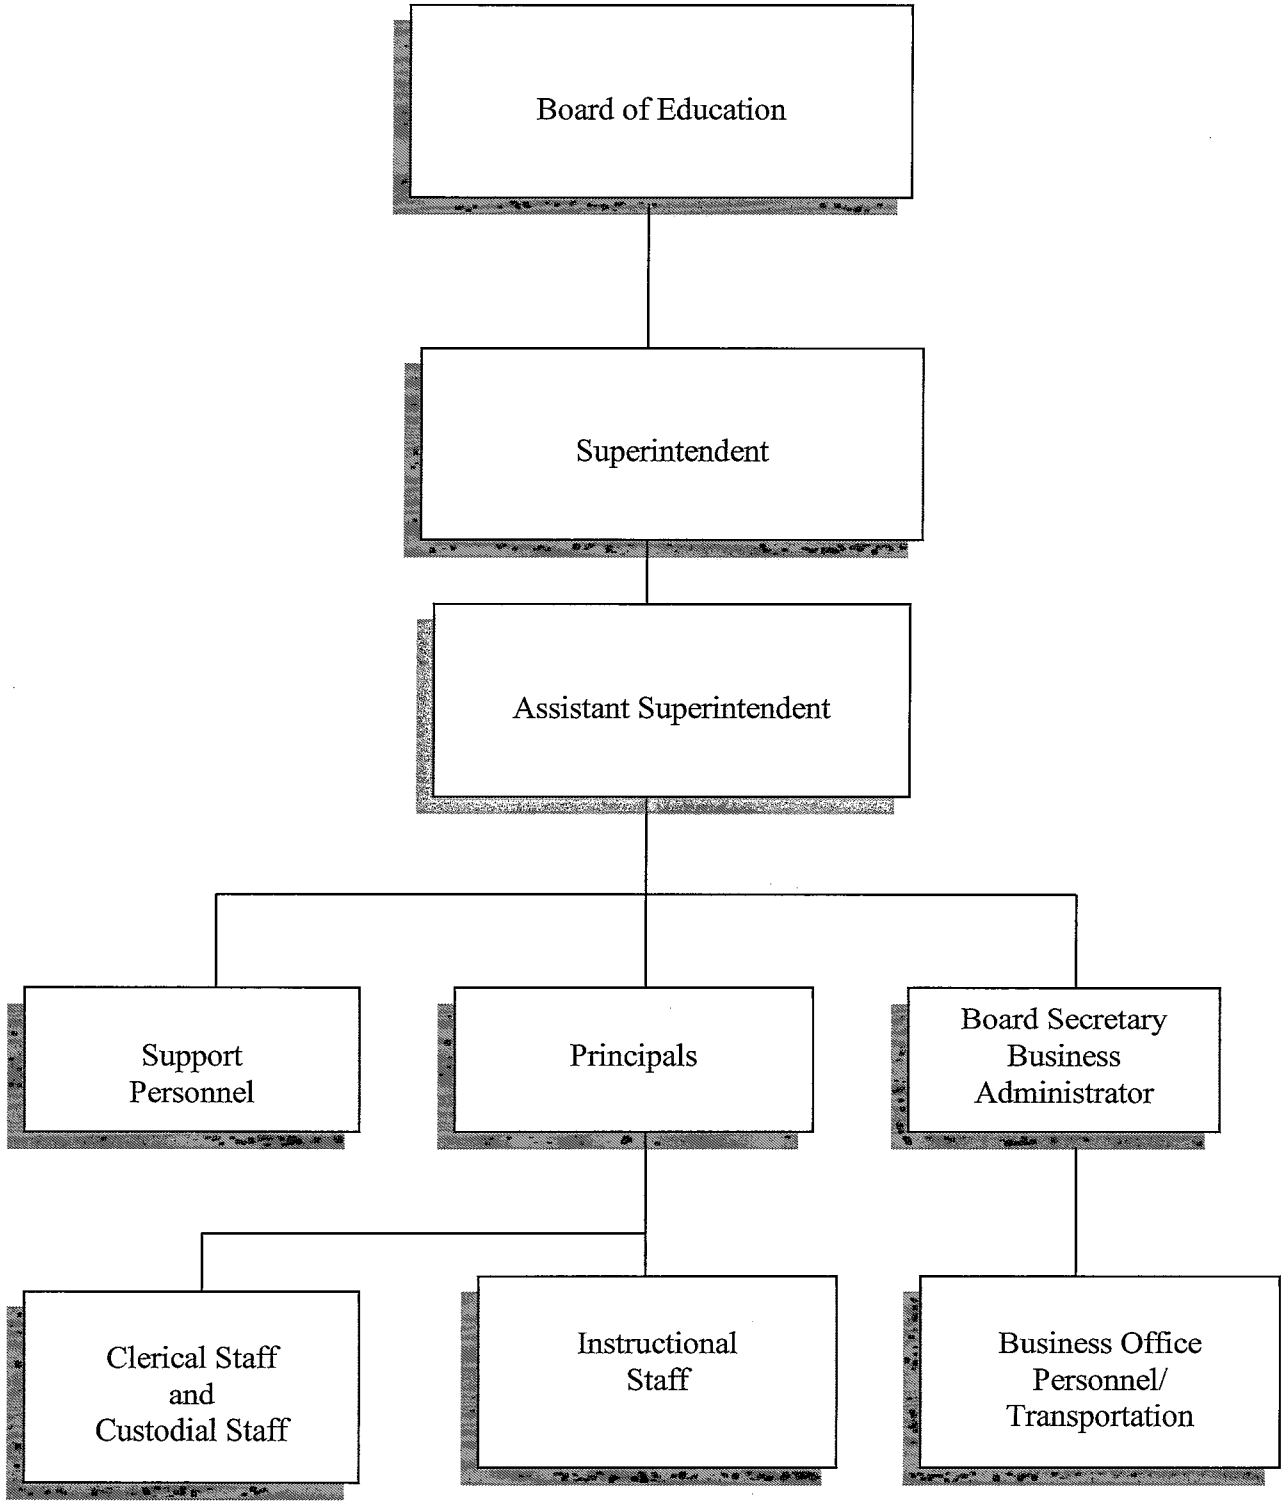 Board of Education
Superintendent
Assistant Superintendent
Support
Personnel
Principals
Board Secretary
Business
Administrator
Clerical Staff
and
Custodial Staff
Instructional
Staff
Business Office
Personnel/
Transportation